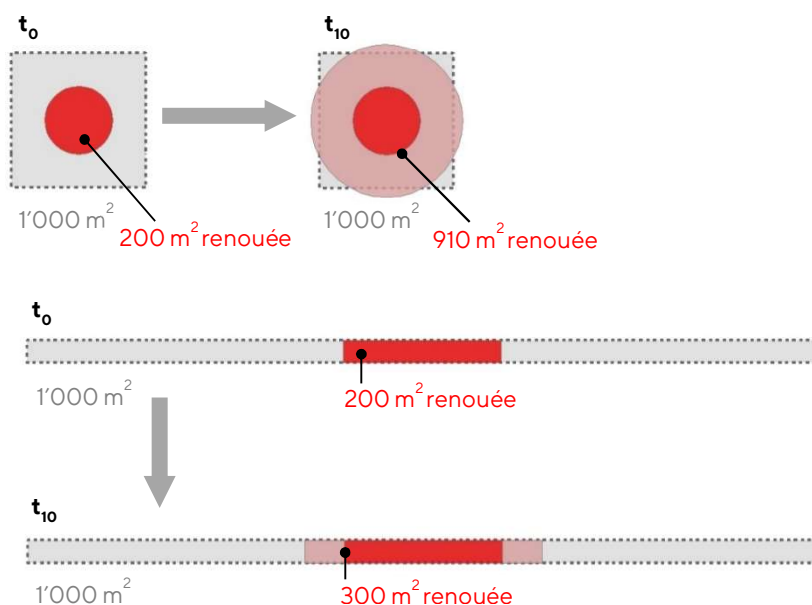 t₀
t₁₀
1'000 m²
200 m² renouée
1'000 m²
910 m² renouée
t₀
1'000 m²
200 m² renouée
t₁₀
1'000 m²
300 m² renouée